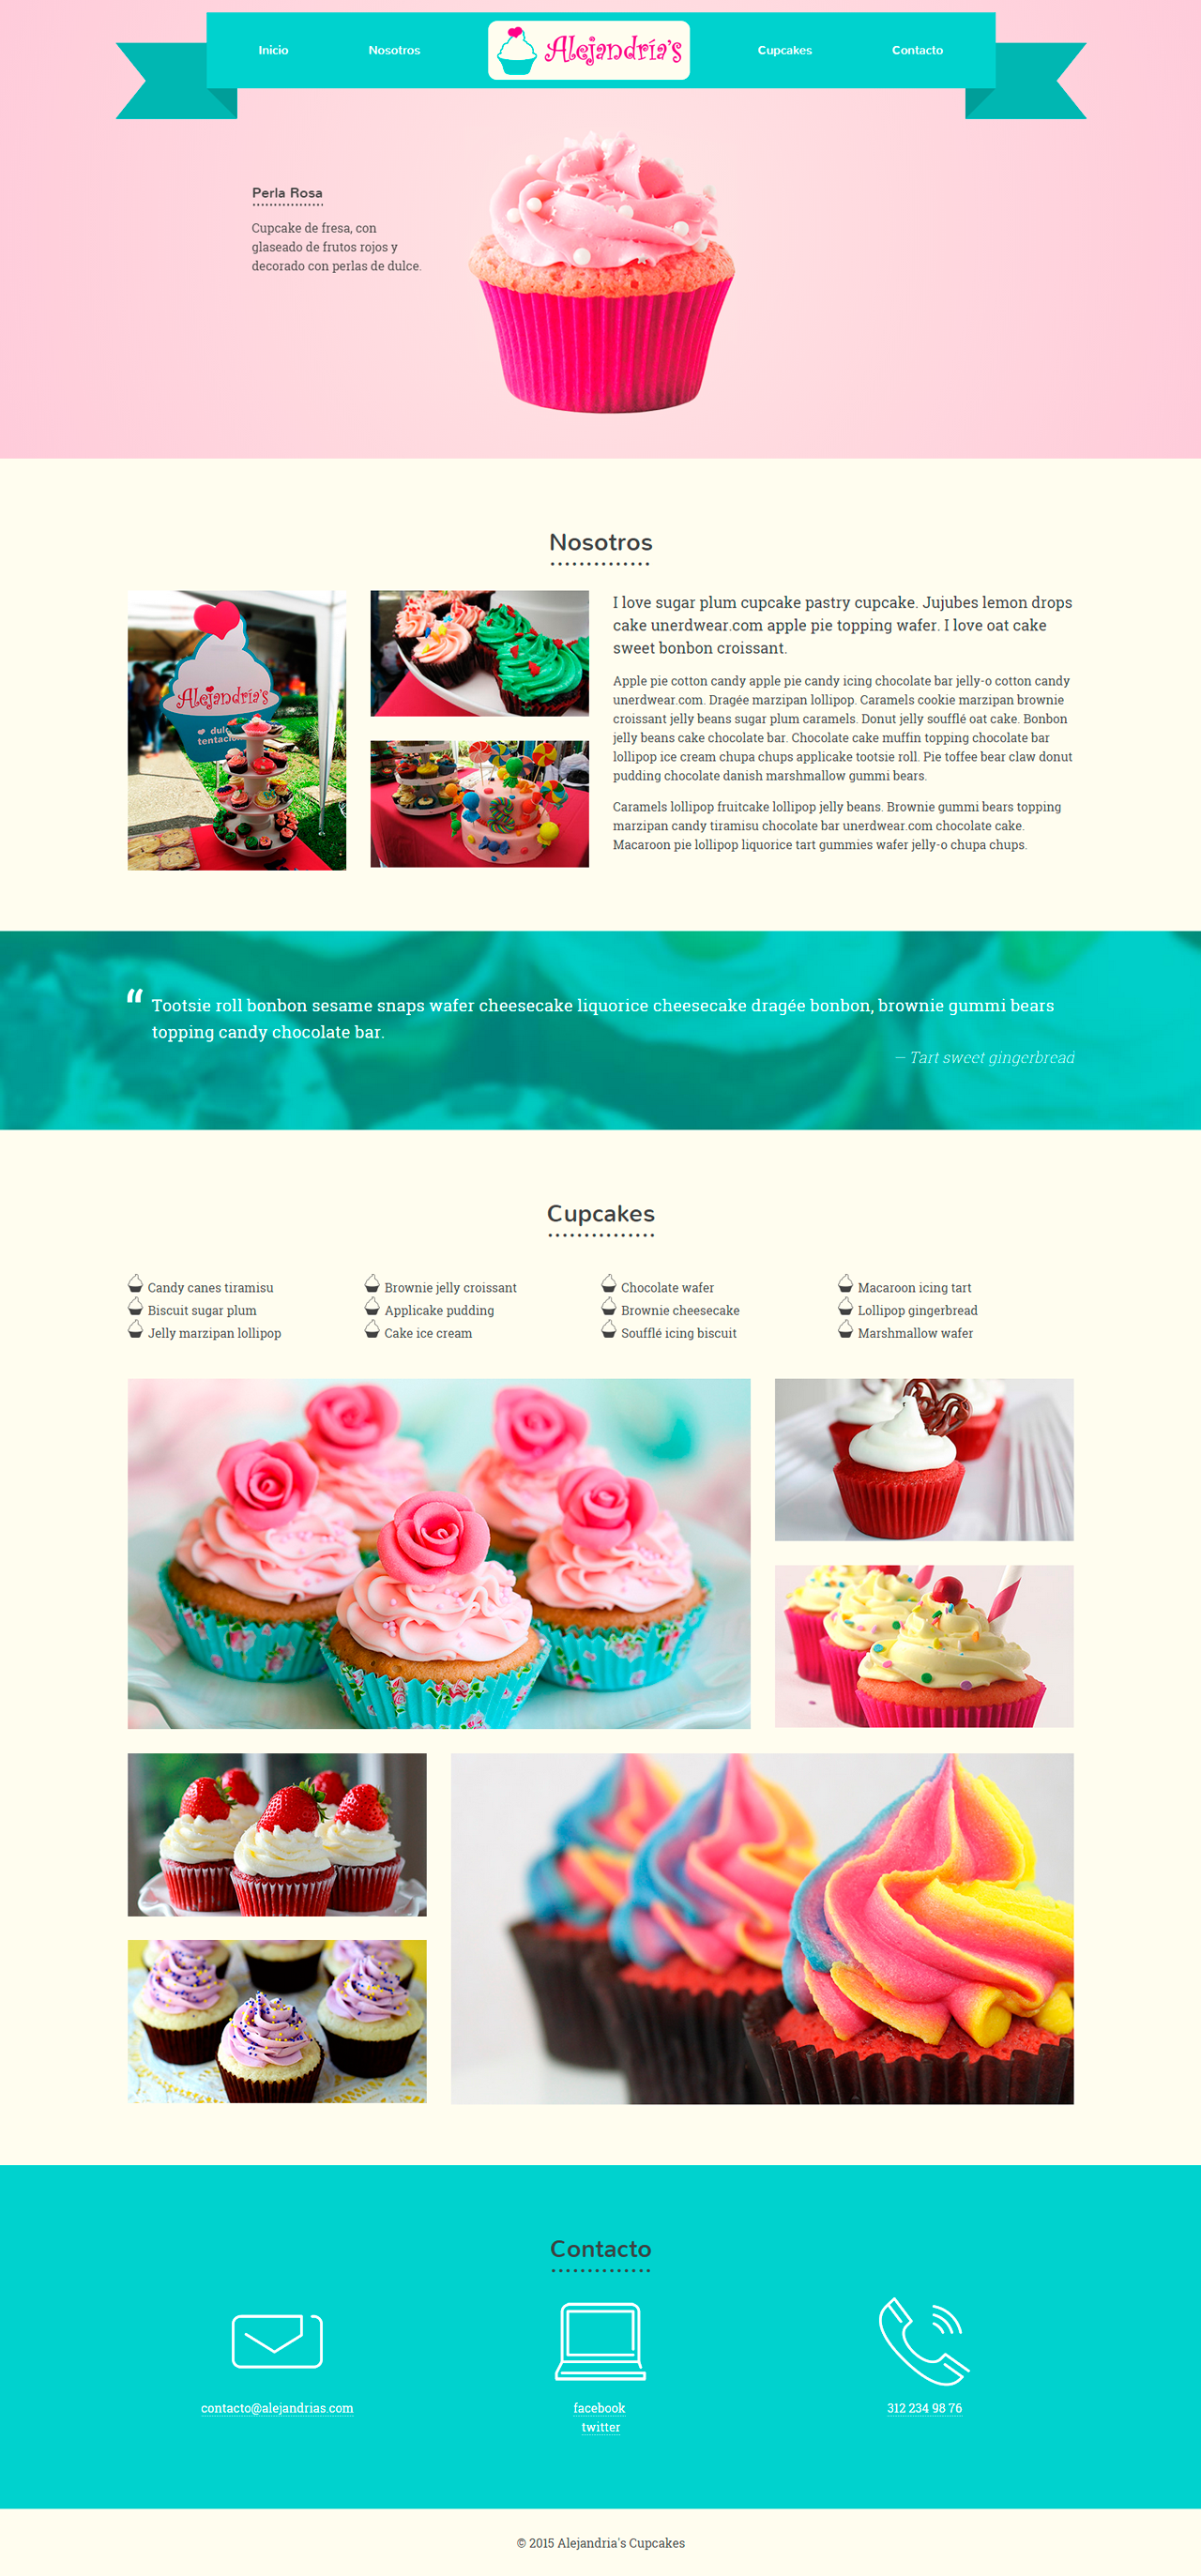 Inicio
Nosotros
Alejandría's
Cupcakes
Contacto
Perla Rosa
Cupcake de fresa, con
glaseado de frutos rojos y
decorado con perlas de dulce.
Nosotros
Alejandría's
dulc
tentacio
I love sugar plum cupcake pastry cupcake. Jujubes lemon drops
cake unerdwear.com apple pie topping wafer. I love oat cake
sweet bonbon croissant.
Apple pie cotton candy apple pie candy icing chocolate bar jelly-o cotton candy
unerdwear.com. Dragée marzipan lollipop. Caramels cookie marzipan brownie
croissant jelly beans sugar plum caramels. Donut jelly soufflé oat cake. Bonbon
jelly beans cake chocolate bar. Chocolate cake muffin topping chocolate bar
lollipop ice cream chupa chups applicake tootsie roll. Pie toffee bear claw donut
pudding chocolate danish marshmallow gummi bears.
Caramels lollipop fruitcake lollipop jelly beans. Brownie gummi bears topping
marzipan candy tiramisu chocolate bar unerdwear.com chocolate cake.
Macaroon pie lollipop liquorice tart gummies wafer jelly-o chupa chups.
“ Tootsie roll bonbon sesame snaps wafer cheesecake liquorice cheesecake dragée bonbon, brownie gummi bears
topping candy chocolate bar.
— Tart sweet gingerbread
Cupcakes
Candy canes tiramisu
Biscuit sugar plum
Jelly marzipan lollipop
Brownie jelly croissant
Applicake pudding
Cake ice cream
Chocolate wafer
Brownie cheesecake
Soufflé icing biscuit
Macaroon icing tart
Lollipop gingerbread
Marshmallow wafer
Contacto
contacto@alejandrias.com
facebook
twitter
312 234 98 76
© 2015 Alejandria's Cupcakes